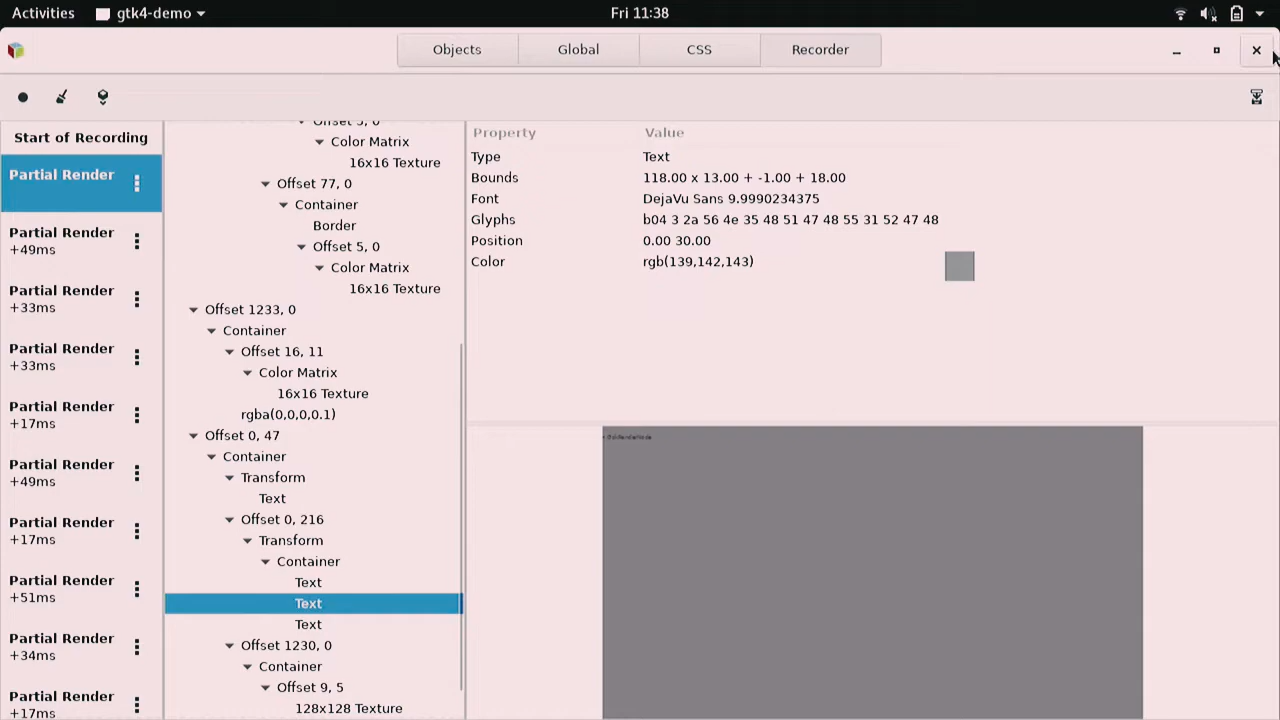 Activities gtk4-demo Fri 11:38
Objects Global CSS Recorder
Start of Recording
Partial Render
Partial Render
+49ms
Partial Render
+33ms
Partial Render
+33ms
Partial Render
+17ms
Partial Render
+49ms
Partial Render
+17ms
Partial Render
+51ms
Partial Render
+34ms
Partial Render
+17ms
Offset 5, 0
Color Matrix
16x16 Texture
Offset 77, 0
Container
Border
Offset 5, 0
Color Matrix
16x16 Texture
Offset 1233, 0
Container
Offset 16, 11
Color Matrix
16x16 Texture
rgba(0,0,0,0.1)
Offset 0, 47
Container
Transform
Text
Offset 0, 216
Transform
Container
Text
Text
Text
Offset 1230, 0
Container
Offset 9, 5
128x128 Texture
Property Value
Type Text
Bounds 118.00 x 13.00 + -1.00 + 18.00
Font DejaVu Sans 9.9990234375
Glyphs b04 3 2a 56 4e 35 48 51 47 48 55 31 52 47 48
Position 0.00 30.00
Color rgb(139,142,143)
• GskRenderNode